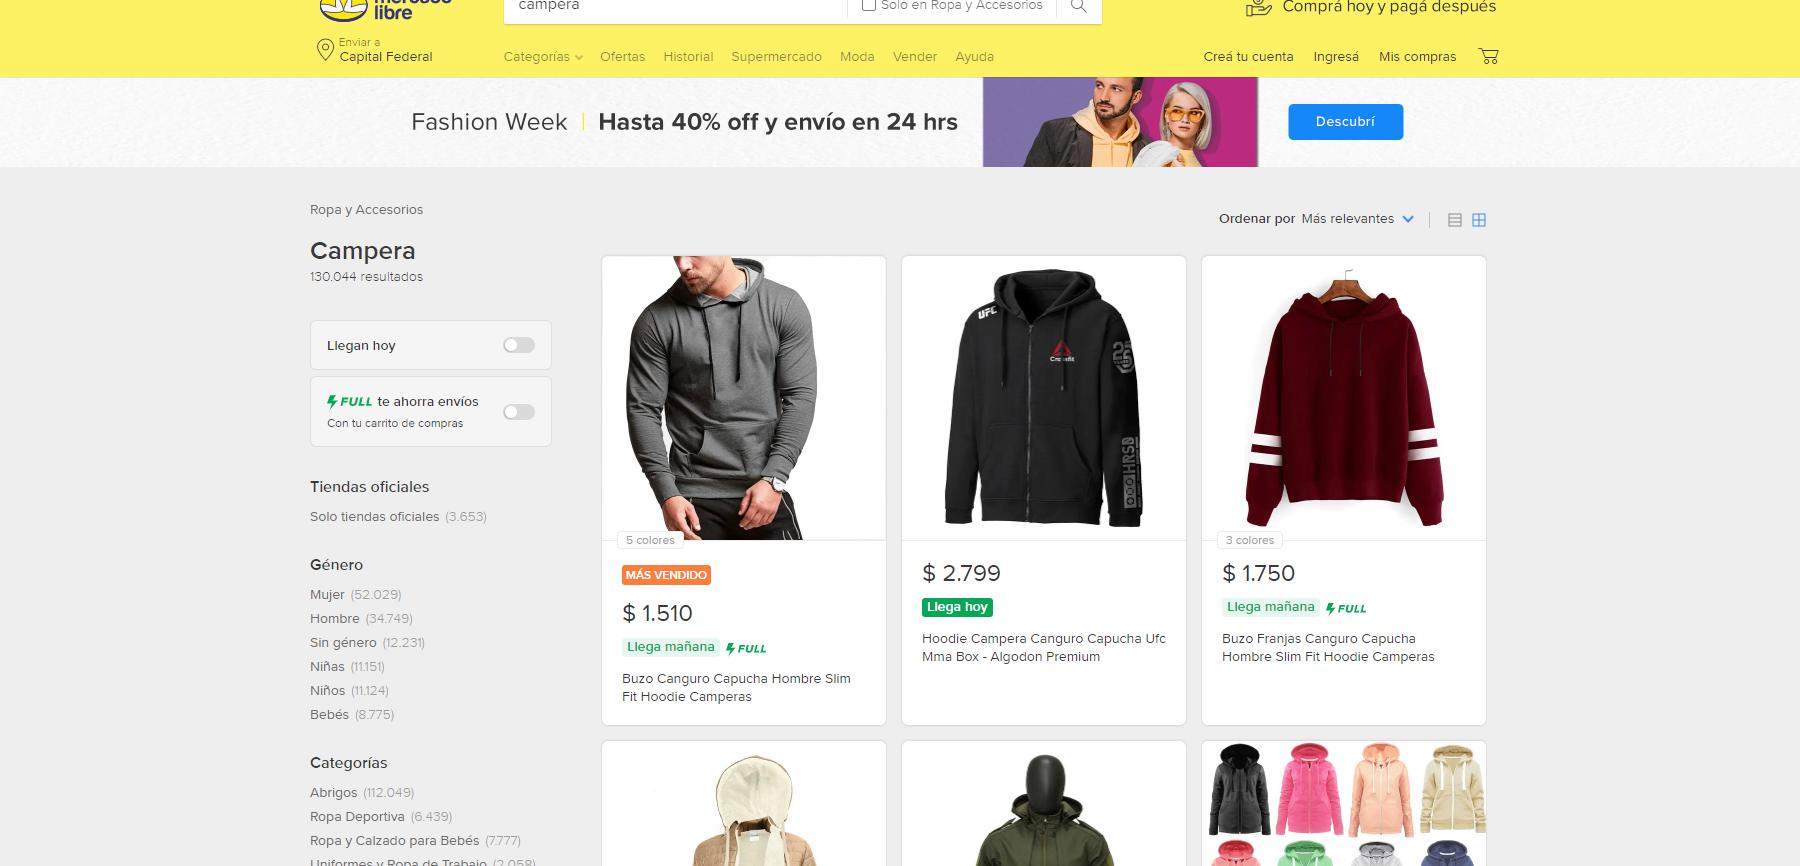 mercado
libre
campera
Solo en Ropa y Accesorios
Comprá hoy y pagá después
Enviar a
Capital Federal
Categorías
Ofertas
Historial
Supermercado
Moda
Vender
Ayuda
Creá tu cuenta
Ingresá
Mis compras
Fashion Week | Hasta 40% off y envío en 24 hrs
Descubrí
Ropa y Accesorios
Ordenar por Más relevantes
Campera
130.044 resultados
Llegan hoy
FULL te ahorra envíos
Con tu carrito de compras
Tiendas oficiales
Solo tiendas oficiales (3.653)
Género
Mujer (52.029)
Hombre (34.749)
Sin género (12.231)
Niñas (11.151)
Niños (11.124)
Bebés (8.775)
Categorías
Abrigos (112.049)
Ropa Deportiva (6.439)
Ropa y Calzado para Bebés (7.777)
Uniformes y Ropa de Trabajo (2.058)
5 colores
MÁS VENDIDO
$ 1.510
Llega mañana FULL
Buzo Canguro Capucha Hombre Slim
Fit Hoodie Camperas
UFC
CrossFit
25
$ 2.799
Llega hoy
Hoodie Campera Canguro Capucha Ufc
Mma Box - Algodon Premium
3 colores
$ 1.750
Llega mañana FULL
Buzo Franjas Canguro Capucha
Hombre Slim Fit Hoodie Camperas